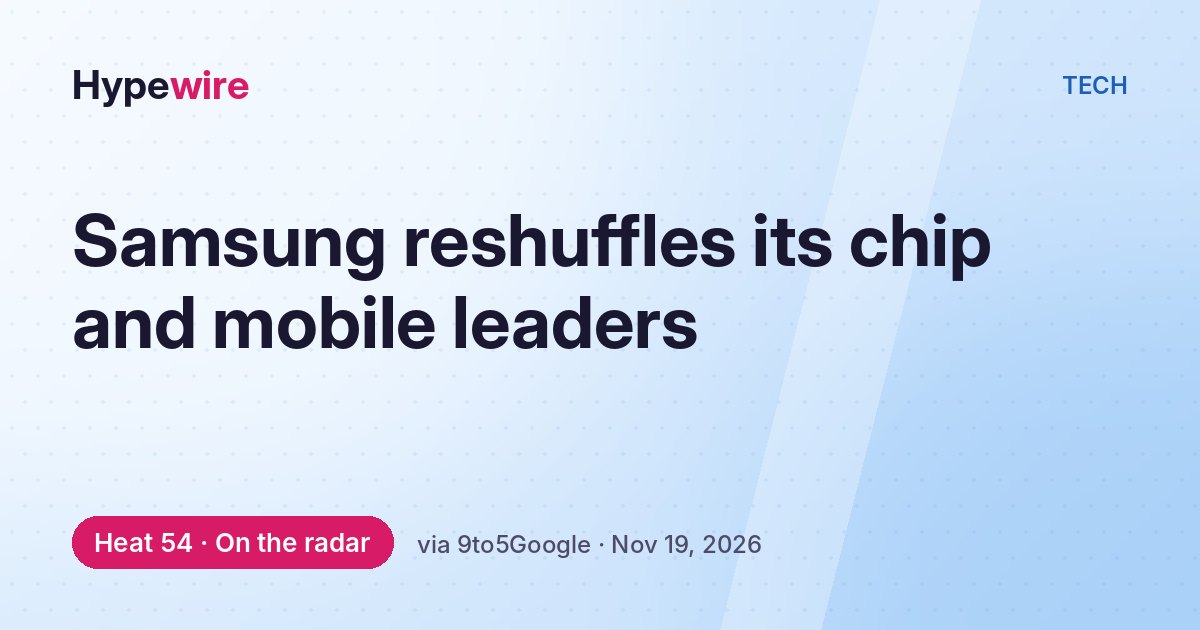 Hypewire
TECH
Samsung reshuffles its chip
and mobile leaders
Heat 54 · On the radar
via 9to5Google · Nov 19, 2026